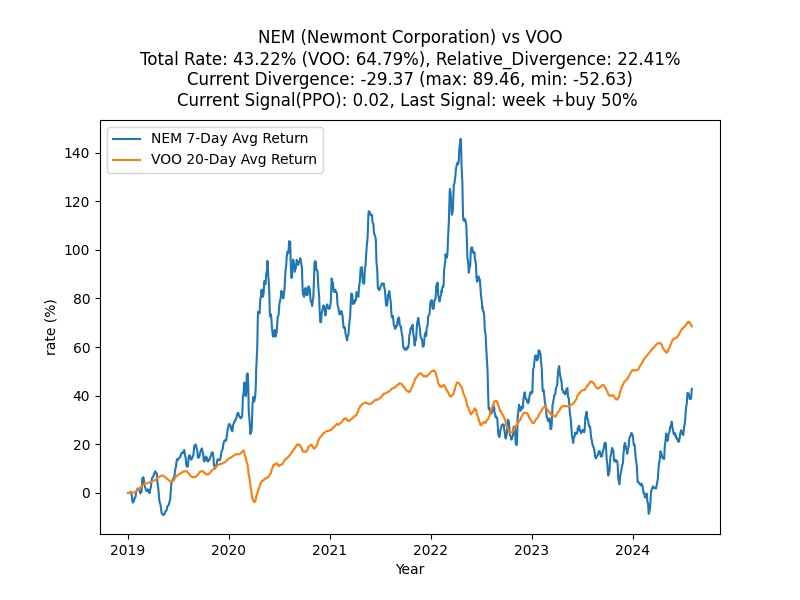 NEM (Newmont Corporation) vs VOO
Total Rate: 43.22% (VOO: 64.79%), Relative_Divergence: 22.41%
Current Divergence: -29.37 (max: 89.46, min: -52.63)
Current Signal(PPO): 0.02, Last Signal: week +buy 50%
NEM 7-Day Avg Return
VOO 20-Day Avg Return
rate (%)
140
120
100
80
60
40
20
0
2019 2020 2021 2022 2023 2024
Year